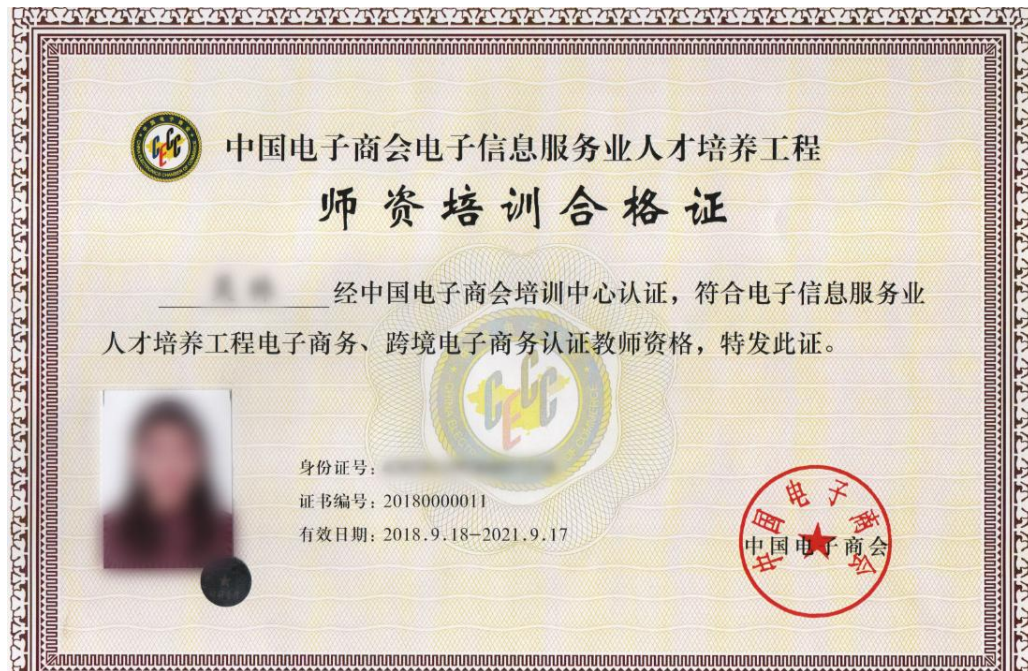 中国电子商会电子信息服务业人才培养工程
师资培训合格证
经中国电子商会培训中心认证，符合电子信息服务业
人才培养工程电子商务、跨境电子商务认证教师资格，特发此证。
身份证号：
证书编号：20180000011
有效日期：2018.9.18-2021.9.17
中国电子商会
中国电子商会
CECC
CECC